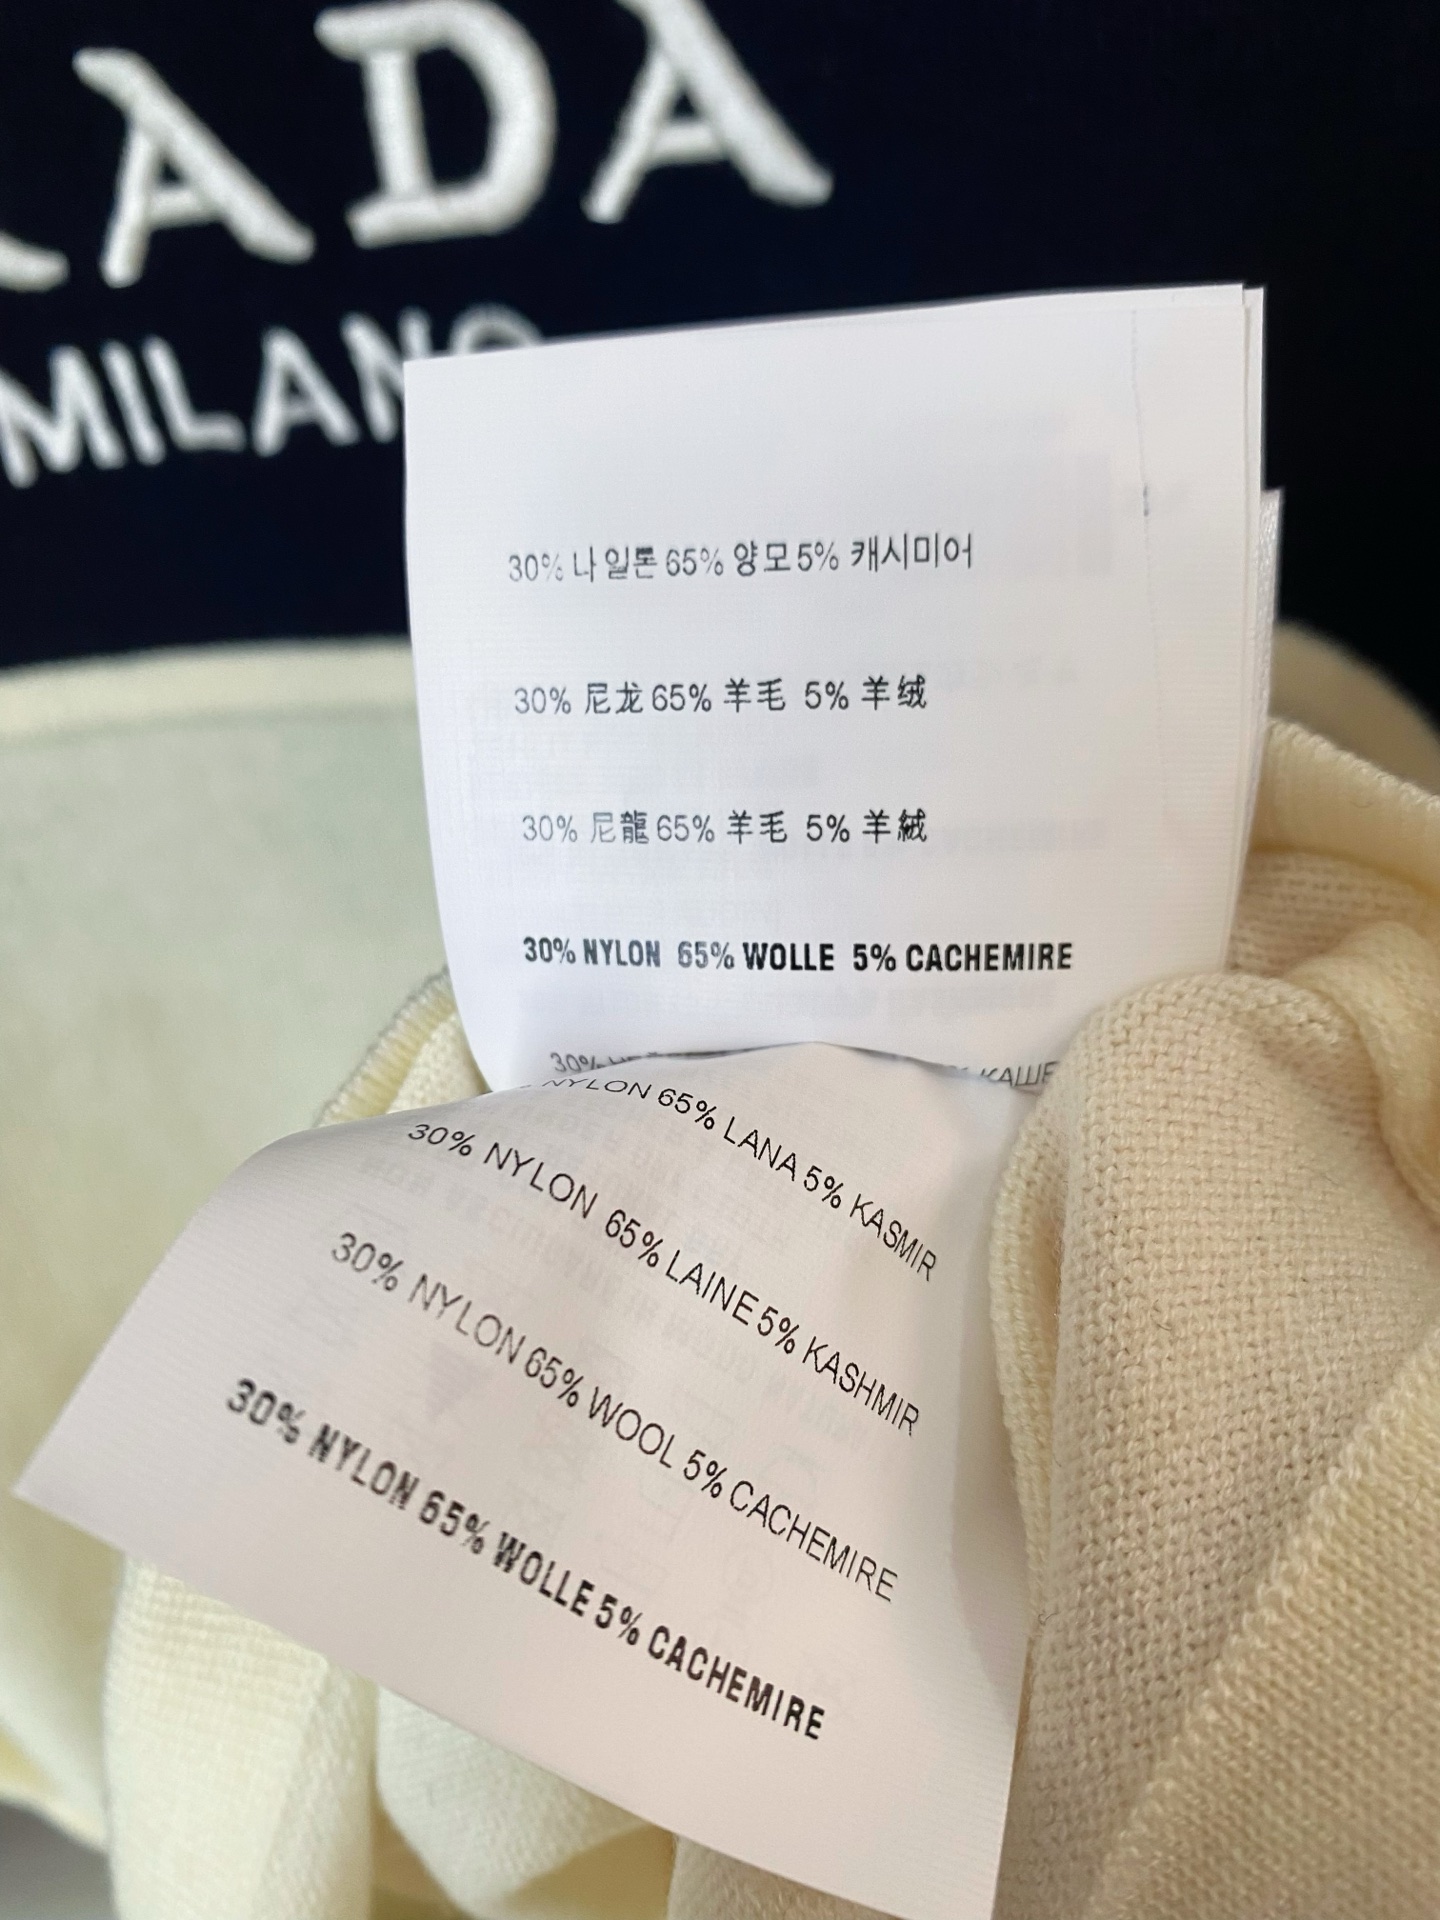 ADA
MILANO
30% 나일론 65% 양모 5% 캐시미어
30% 尼龙 65% 羊毛 5% 羊绒
30% 尼龍 65% 羊毛 5% 羊絨
30% NYLON 65% WOLLE 5% CACHEMIRE
30%
NYLON 65% LANA 5% KASMIR
30% NYLON 65% LAINE 5% KASHMIR
30% NYLON 65% WOOL 5% CACHEMIRE
30% NYLON 65% WOLLE 5% CACHEMIRE